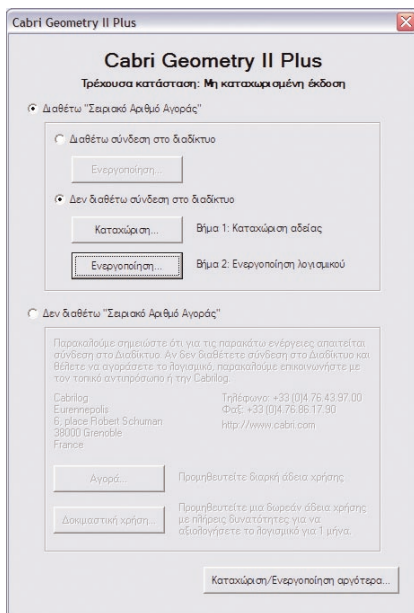 Cabri Geometry II Plus
Cabri Geometry II Plus
Τρέχουσα κατάσταση: Μη καταχωρισμένη έκδοση
Διαθέτω "Σειριακό Αριθμό Αγοράς"
Διαθέτω σύνδεση στο διαδίκτυο
Ενεργοποίηση...
Δεν διαθέτω σύνδεση στο διαδίκτυο
Καταχώριση... Βήμα 1: Καταχώριση αδείας
Ενεργοποίηση... Βήμα 2: Ενεργοποίηση λογισμικού
Δεν διαθέτω "Σειριακό Αριθμό Αγοράς"
Παρακαλούμε σημειώστε ότι για τις παρακάτω ενέργειες απαιτείται
σύνδεση στο Διαδίκτυο. Αν δεν διαθέτετε σύνδεση στο Διαδίκτυο και
θέλετε να αγοράσετε το λογισμικό, παρακαλούμε επικοινωνήστε με
τον τοπικό αντιπρόσωπο ή την Cabrilog.
Cabrilog
Eurennepolis
6, place Robert Schuman
38000 Grenoble
France
Τηλέφωνο: +33 (0)4.76.43.97.00
Φαξ: +33 (0)4.76.86.17.90
http://www.cabri.com
Αγορά... Προμηθευτείτε διαρκή άδεια χρήσης
Δοκιμαστική χρήση... Προμηθευτείτε μια δωρεάν άδεια χρήσης
με πλήρεις δυνατότητες για να
αξιολογήσετε το λογισμικό για 1 μήνα.
Καταχώριση/Ενεργοποίηση αργότερα...